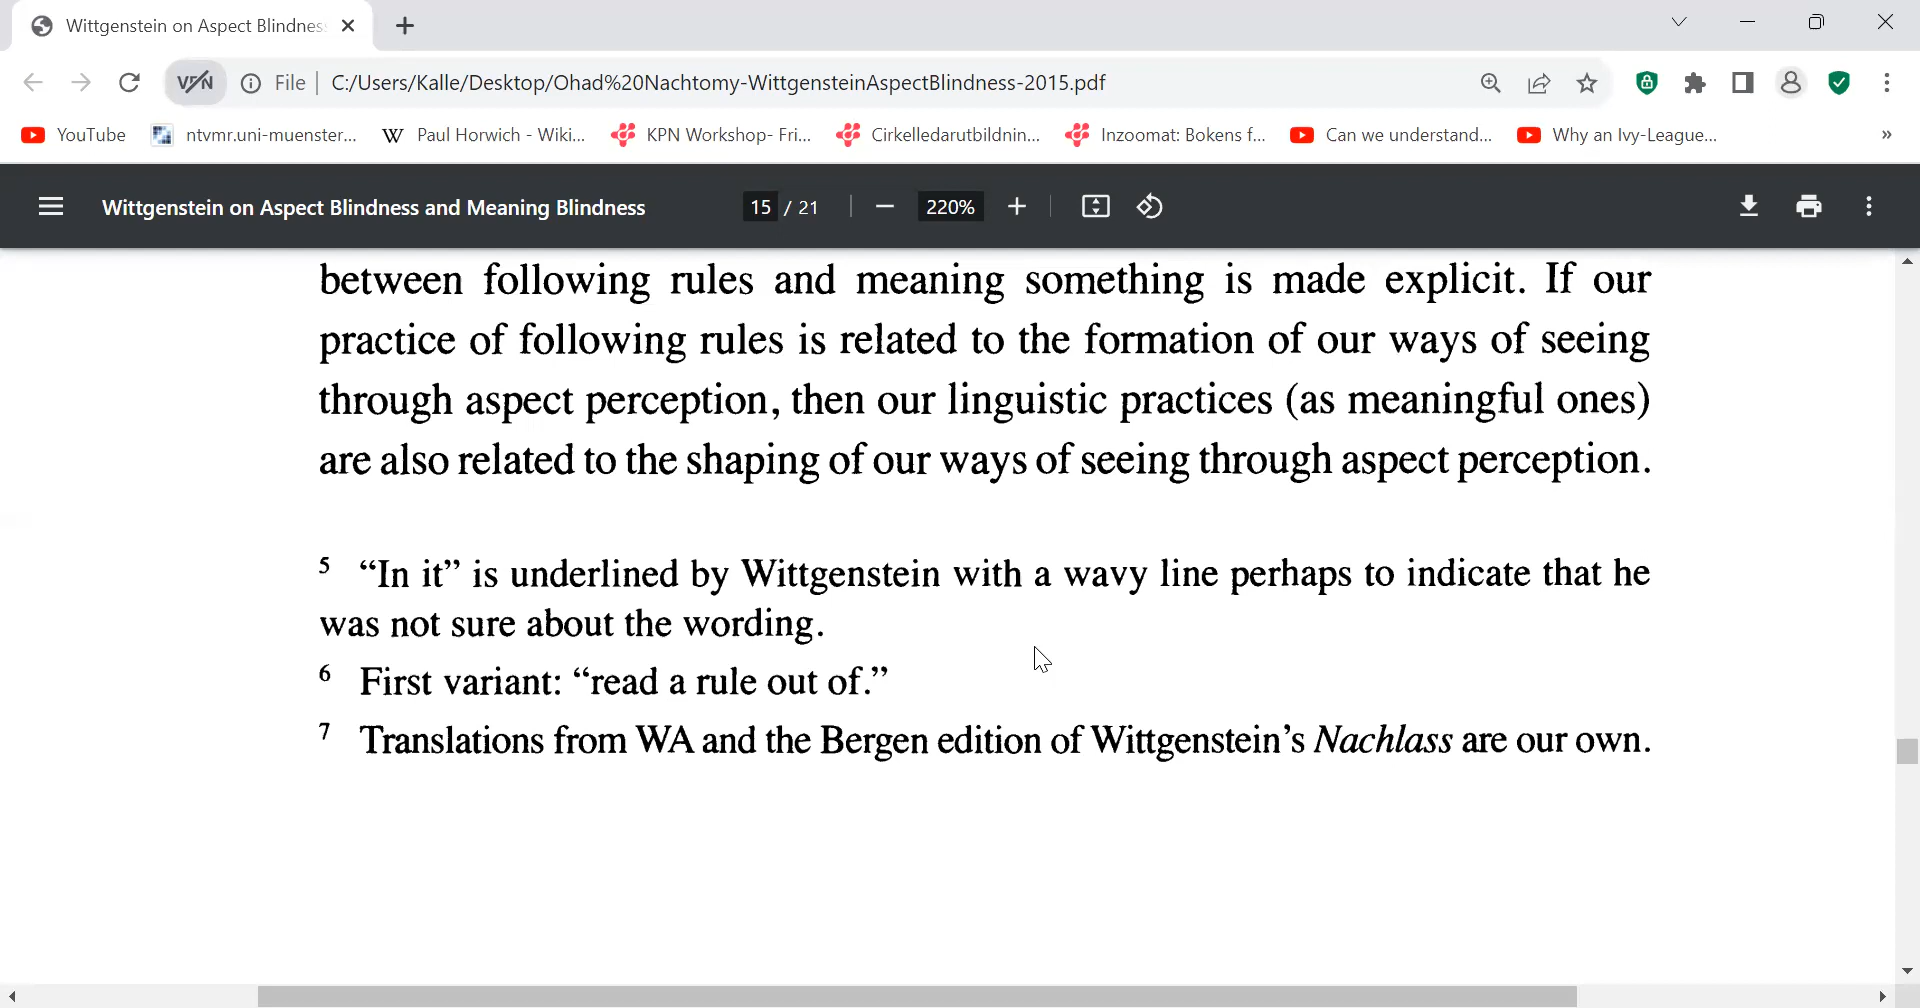 Wittgenstein on Aspect Blindnes
VPN File C:/Users/Kalle/Desktop/Ohad%20Nachtomy-WittgensteinAspectBlindness-2015.pdf
YouTube ntvmr.uni-muenster... W Paul Horwich - Wiki... KPN Workshop- Fri... Cirkelledarutbildnin... Inzoomat: Bokens f... Can we understand... Why an Ivy-League... »
Wittgenstein on Aspect Blindness and Meaning Blindness 15 / 21 220%
between following rules and meaning something is made explicit. If our
practice of following rules is related to the formation of our ways of seeing
through aspect perception, then our linguistic practices (as meaningful ones)
are also related to the shaping of our ways of seeing through aspect perception.
5 “In it” is underlined by Wittgenstein with a wavy line perhaps to indicate that he
was not sure about the wording.
6 First variant: “read a rule out of.”
7 Translations from WA and the Bergen edition of Wittgenstein’s Nachlass are our own.